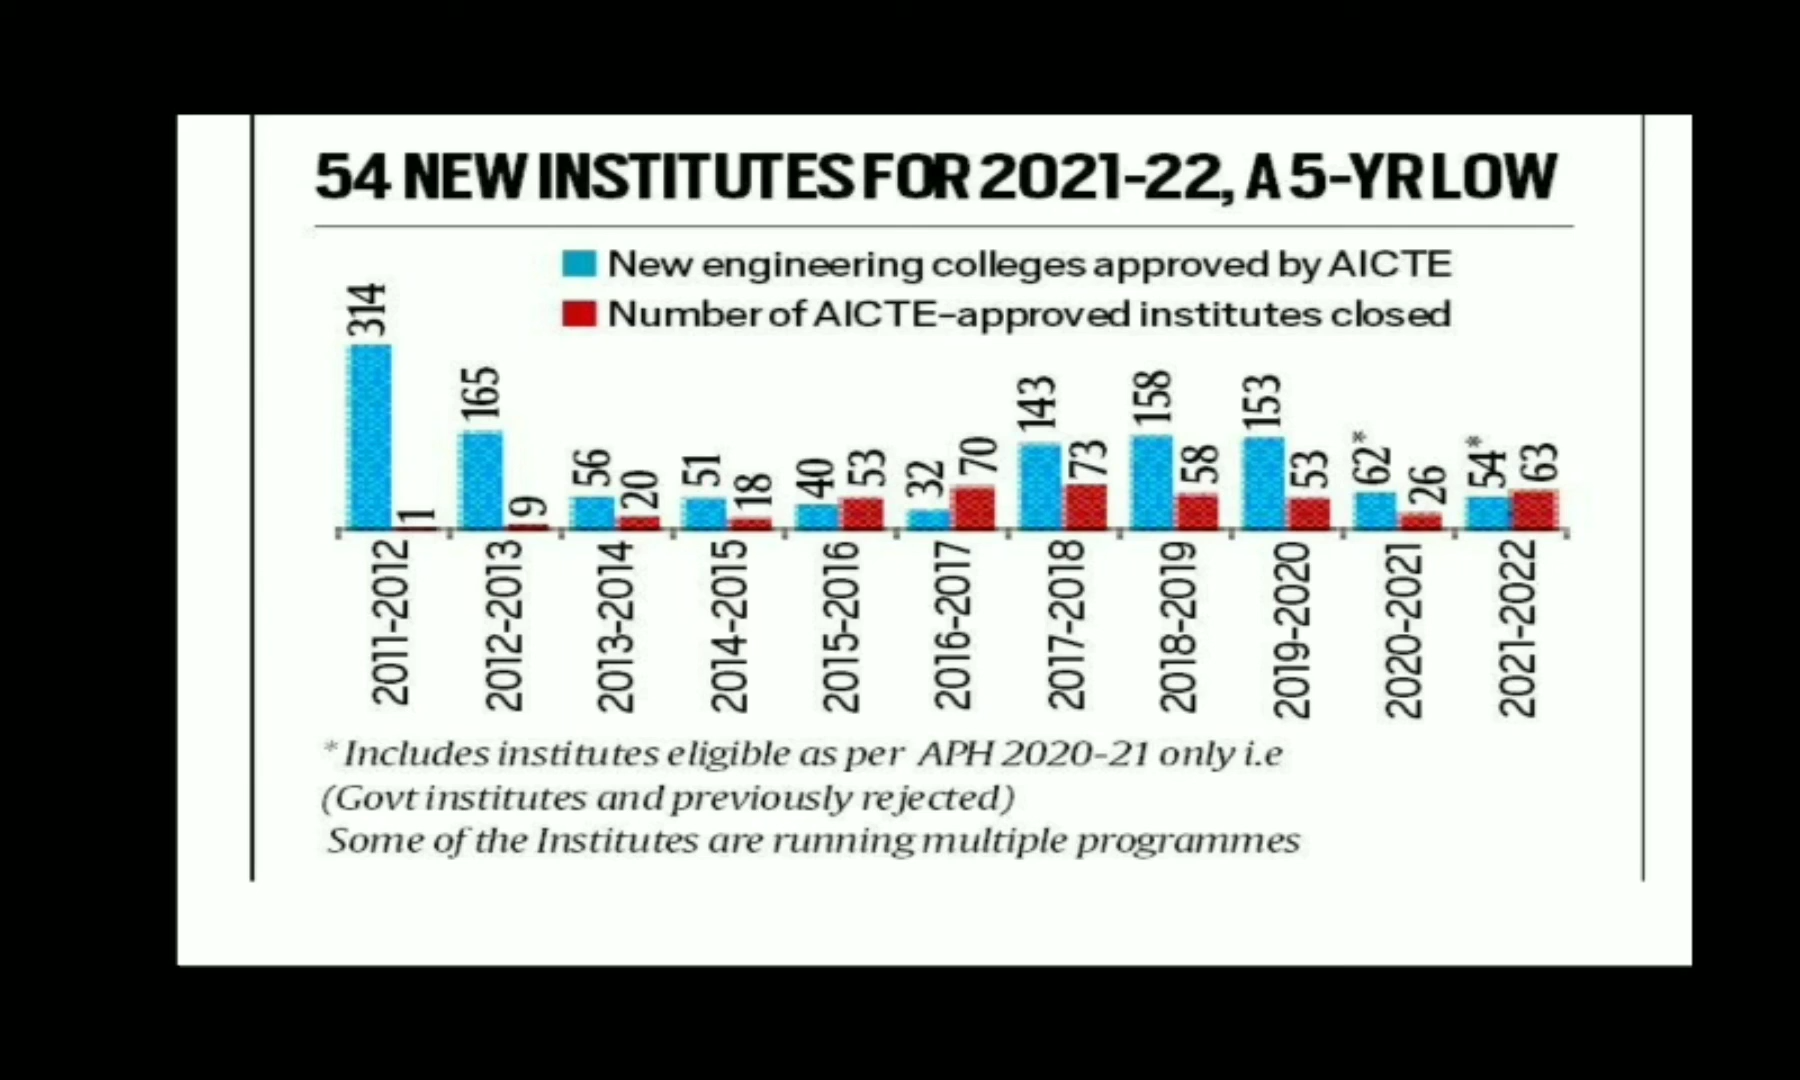 54 NEW INSTITUTES FOR 2021-22, A 5-YR LOW
New engineering colleges approved by AICTE
Number of AICTE-approved institutes closed
314 1 165 9 56 20 51 18 40 53 32 70 143 73 158 58 153 53 62* 26 54* 63
2011-2012 2012-2013 2013-2014 2014-2015 2015-2016 2016-2017 2017-2018 2018-2019 2019-2020 2020-2021 2021-2022
* Includes institutes eligible as per APH 2020-21 only i.e
(Govt institutes and previously rejected)
Some of the Institutes are running multiple programmes